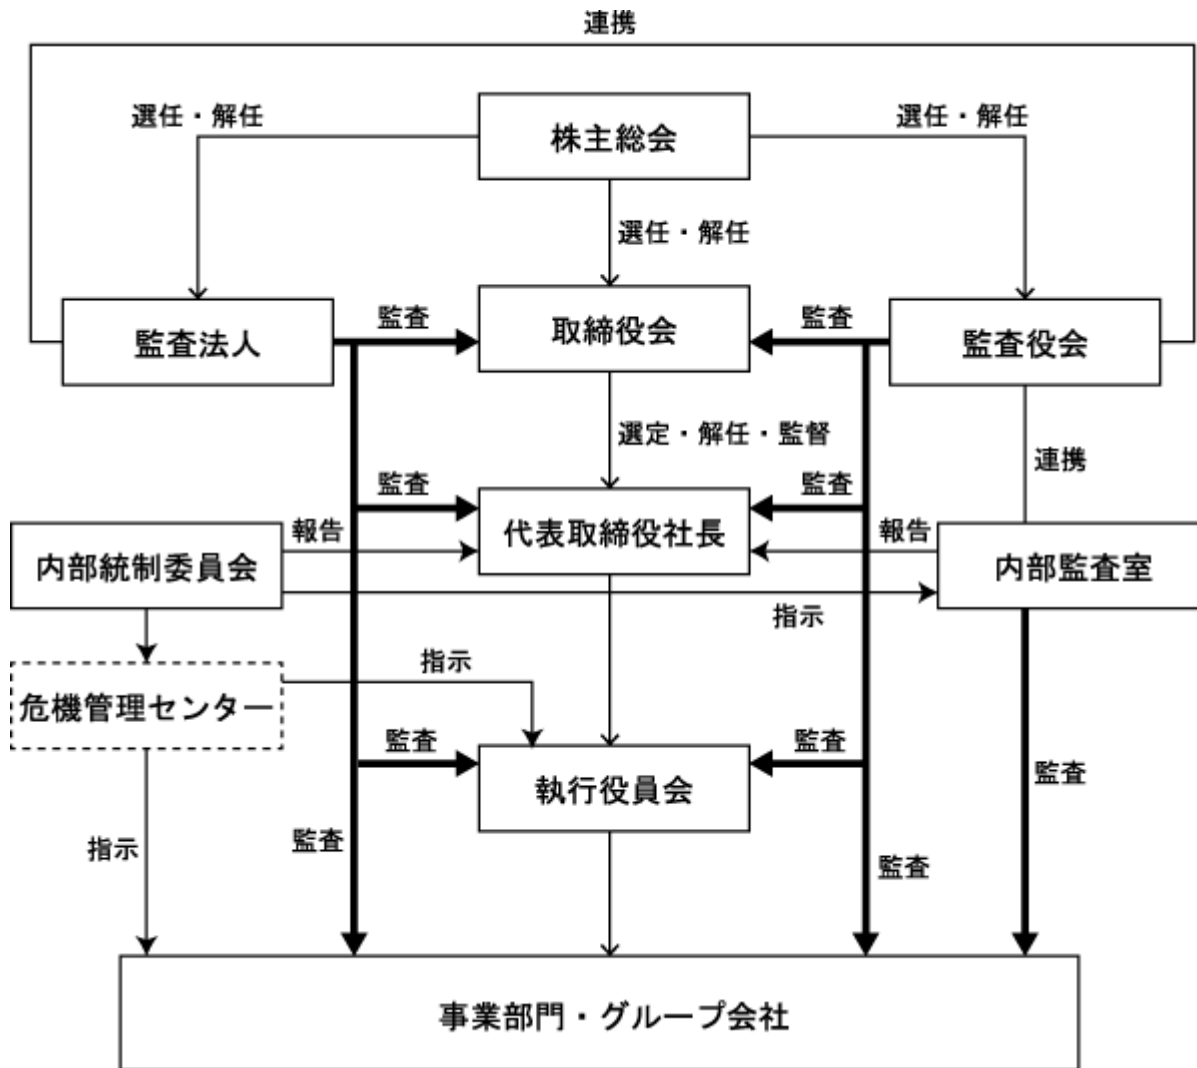 連携
選任・解任
株主総会
選任・解任
選任・解任
監査法人
監査
取締役会
監査
監査役会
選定・解任・監督
連携
監査
監査
内部統制委員会
報告
代表取締役社長
報告
内部監査室
指示
危機管理センター
指示
監査
執行役員会
監査
監査
指示
監査
監査
事業部門・グループ会社